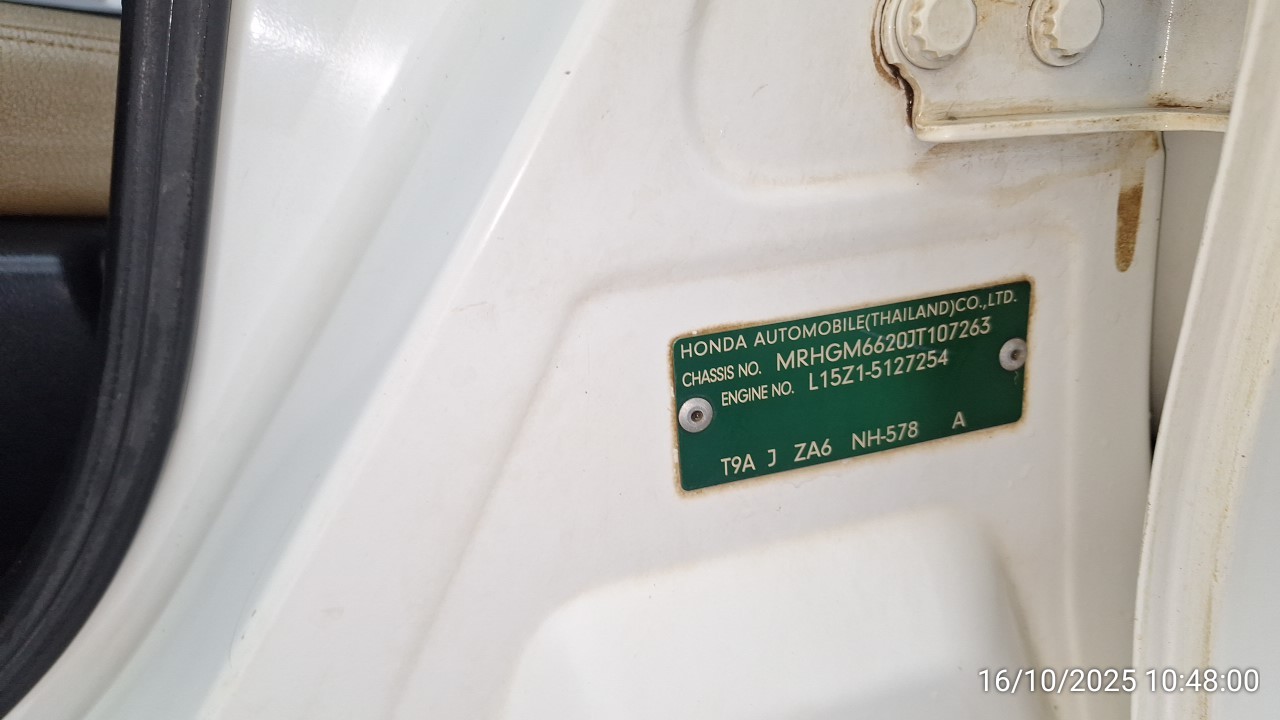 HONDA AUTOMOBILE(THAILAND)CO.,LTD.
CHASSIS NO. MRHGM6620JT107263
ENGINE NO. L15Z1-5127254
T9A J ZA6 NH-578 A
16/10/2025 10:48:00